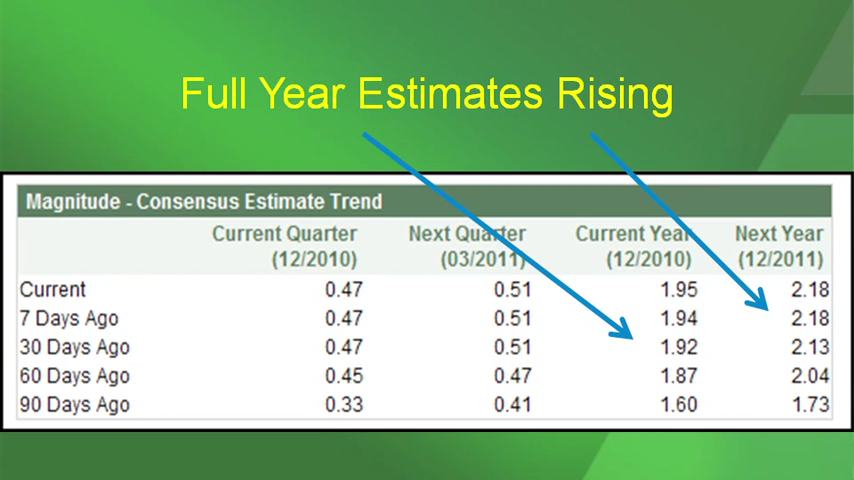 Full Year Estimates Rising
Magnitude - Consensus Estimate Trend
Current Quarter Next Quarter Current Year Next Year
(12/2010) (03/2011) (12/2010) (12/2011)
Current 0.47 0.51 1.95 2.18
7 Days Ago 0.47 0.51 1.94 2.18
30 Days Ago 0.47 0.51 1.92 2.13
60 Days Ago 0.45 0.47 1.87 2.04
90 Days Ago 0.33 0.41 1.60 1.73